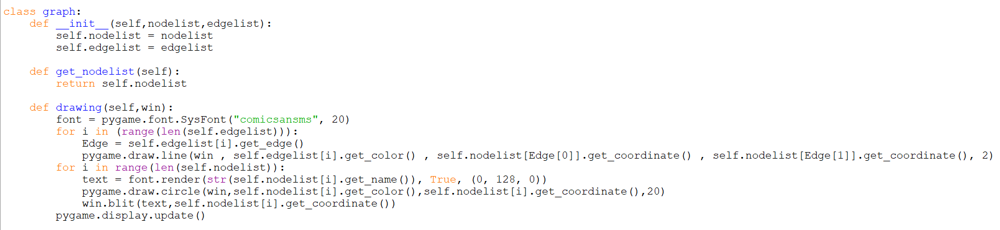 class graph:
    def __init__(self,nodelist,edgelist):
        self.nodelist = nodelist
        self.edgelist = edgelist

    def get_nodelist(self):
        return self.nodelist

    def drawing(self,win):
        font = pygame.font.SysFont("comicsansms", 20)
        for i in (range(len(self.edgelist))):
            Edge = self.edgelist[i].get_edge()
            pygame.draw.line(win , self.edgelist[i].get_color() , self.nodelist[Edge[0]].get_coordinate() , self.nodelist[Edge[1]].get_coordinate(), 2)
        for i in range(len(self.nodelist)):
            text = font.render(str(self.nodelist[i].get_name()), True, (0, 128, 0))
            pygame.draw.circle(win,self.nodelist[i].get_color(),self.nodelist[i].get_coordinate(),20)
            win.blit(text,self.nodelist[i].get_coordinate())
        pygame.display.update()